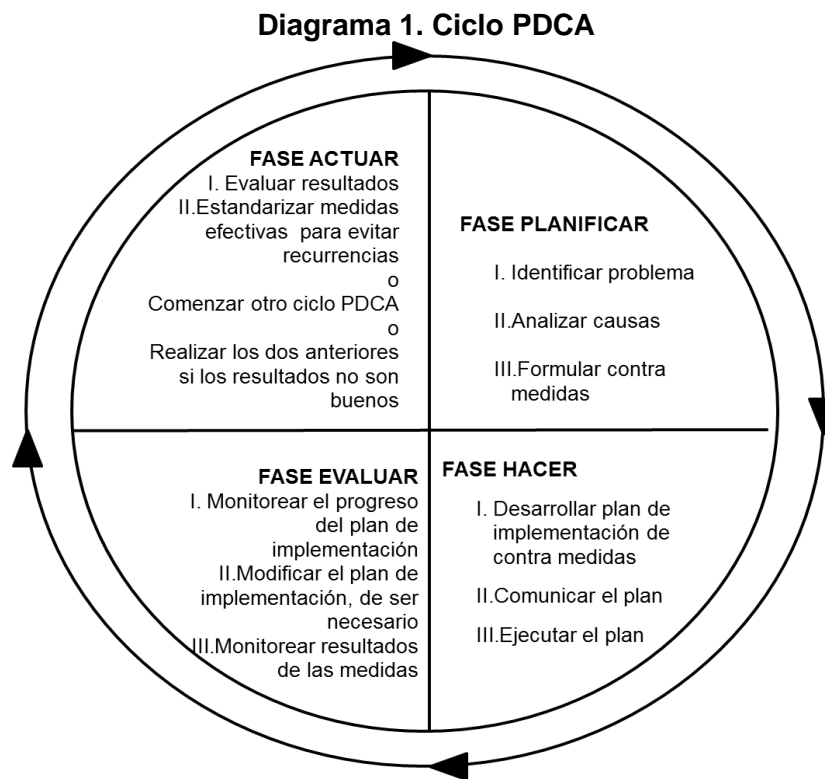 Diagrama 1. Ciclo PDCA
FASE ACTUAR
I. Evaluar resultados
II.Estandarizar medidas
efectivas para evitar
recurrencias
o
Comenzar otro ciclo PDCA
o
Realizar los dos anteriores
si los resultados no son
buenos
FASE PLANIFICAR
I. Identificar problema
II.Analizar causas
III.Formular contra
medidas
FASE EVALUAR
I. Monitorear el progreso
del plan de
implementación
II.Modificar el plan de
implementación, de ser
necesario
III.Monitorear resultados
de las medidas
FASE HACER
I. Desarrollar plan de
implementación de
contra medidas
II.Comunicar el plan
III.Ejecutar el plan